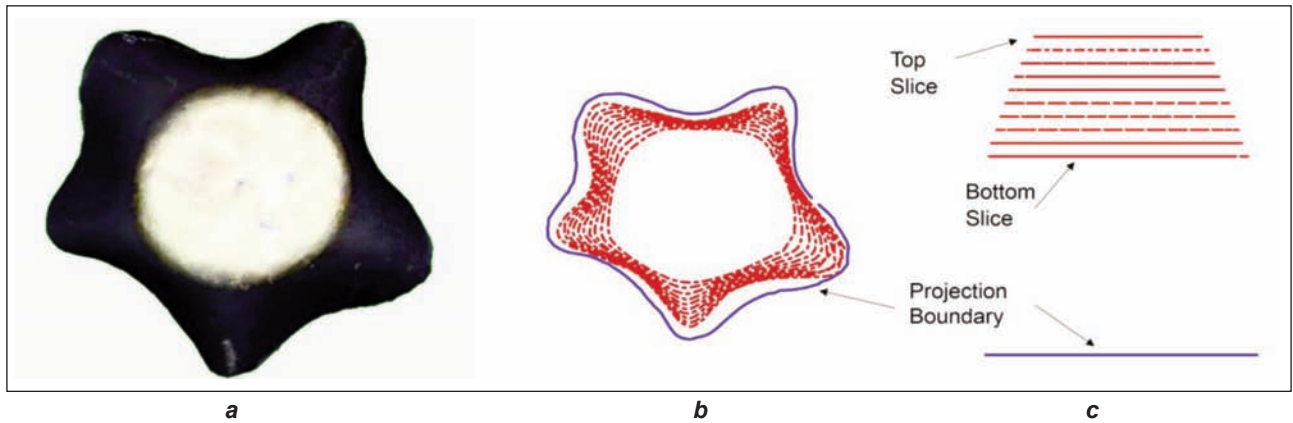 Top
Slice
Bottom
Slice
Projection
Boundary
a
b
c